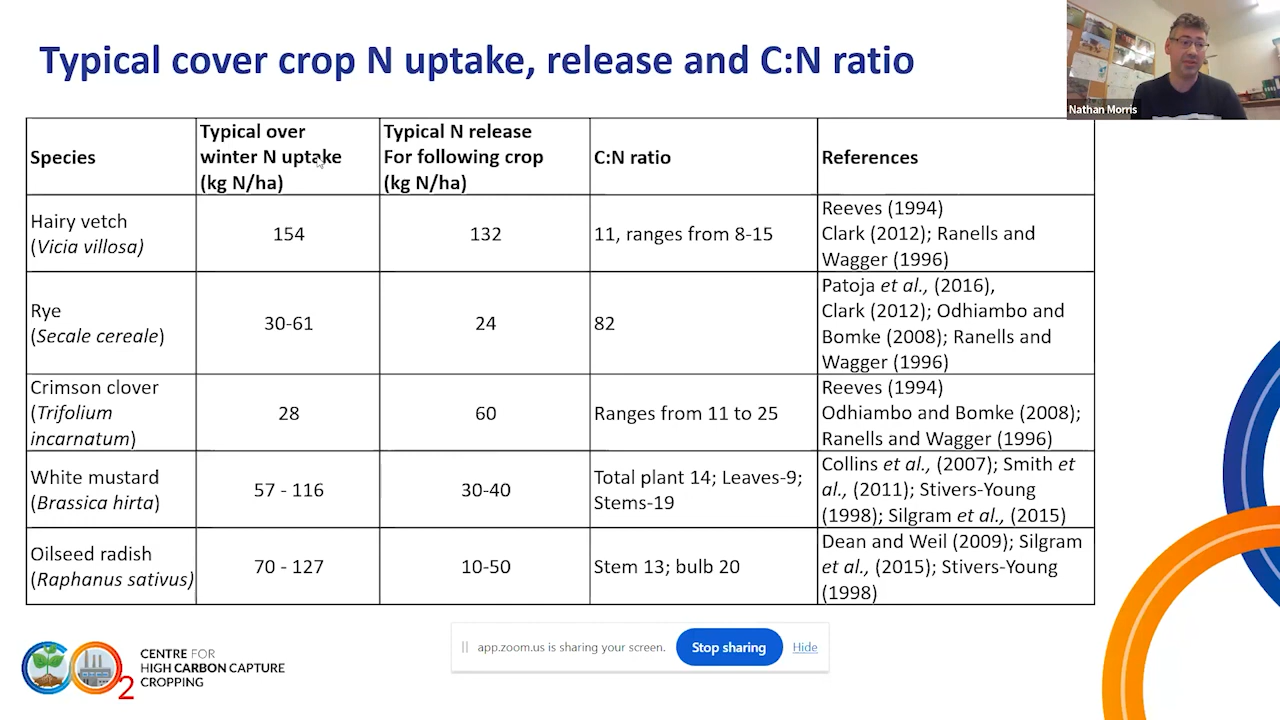 Typical cover crop N uptake, release and C:N ratio
Nathan Morris
Species
Typical over
winter N uptake
(kg N/ha)
Typical N release
For following crop
(kg N/ha)
C:N ratio
References
Hairy vetch
(Vicia villosa)
154
132
11, ranges from 8-15
Reeves (1994)
Clark (2012); Ranells and
Wagger (1996)
Rye
(Secale cereale)
30-61
24
82
Patoja et al., (2016),
Clark (2012); Odhiambo and
Bomke (2008); Ranells and
Wagger (1996)
Crimson clover
(Trifolium
incarnatum)
28
60
Ranges from 11 to 25
Reeves (1994)
Odhiambo and Bomke (2008);
Ranells and Wagger (1996)
White mustard
(Brassica hirta)
57 - 116
30-40
Total plant 14; Leaves-9;
Stems-19
Collins et al., (2007); Smith et
al., (2011); Stivers-Young
(1998); Silgram et al., (2015)
Oilseed radish
(Raphanus sativus)
70 - 127
10-50
Stem 13; bulb 20
Dean and Weil (2009); Silgram
et al., (2015); Stivers-Young
(1998)
CO2
CENTRE FOR
HIGH CARBON CAPTURE
CROPPING
app.zoom.us is sharing your screen.
Stop sharing
Hide